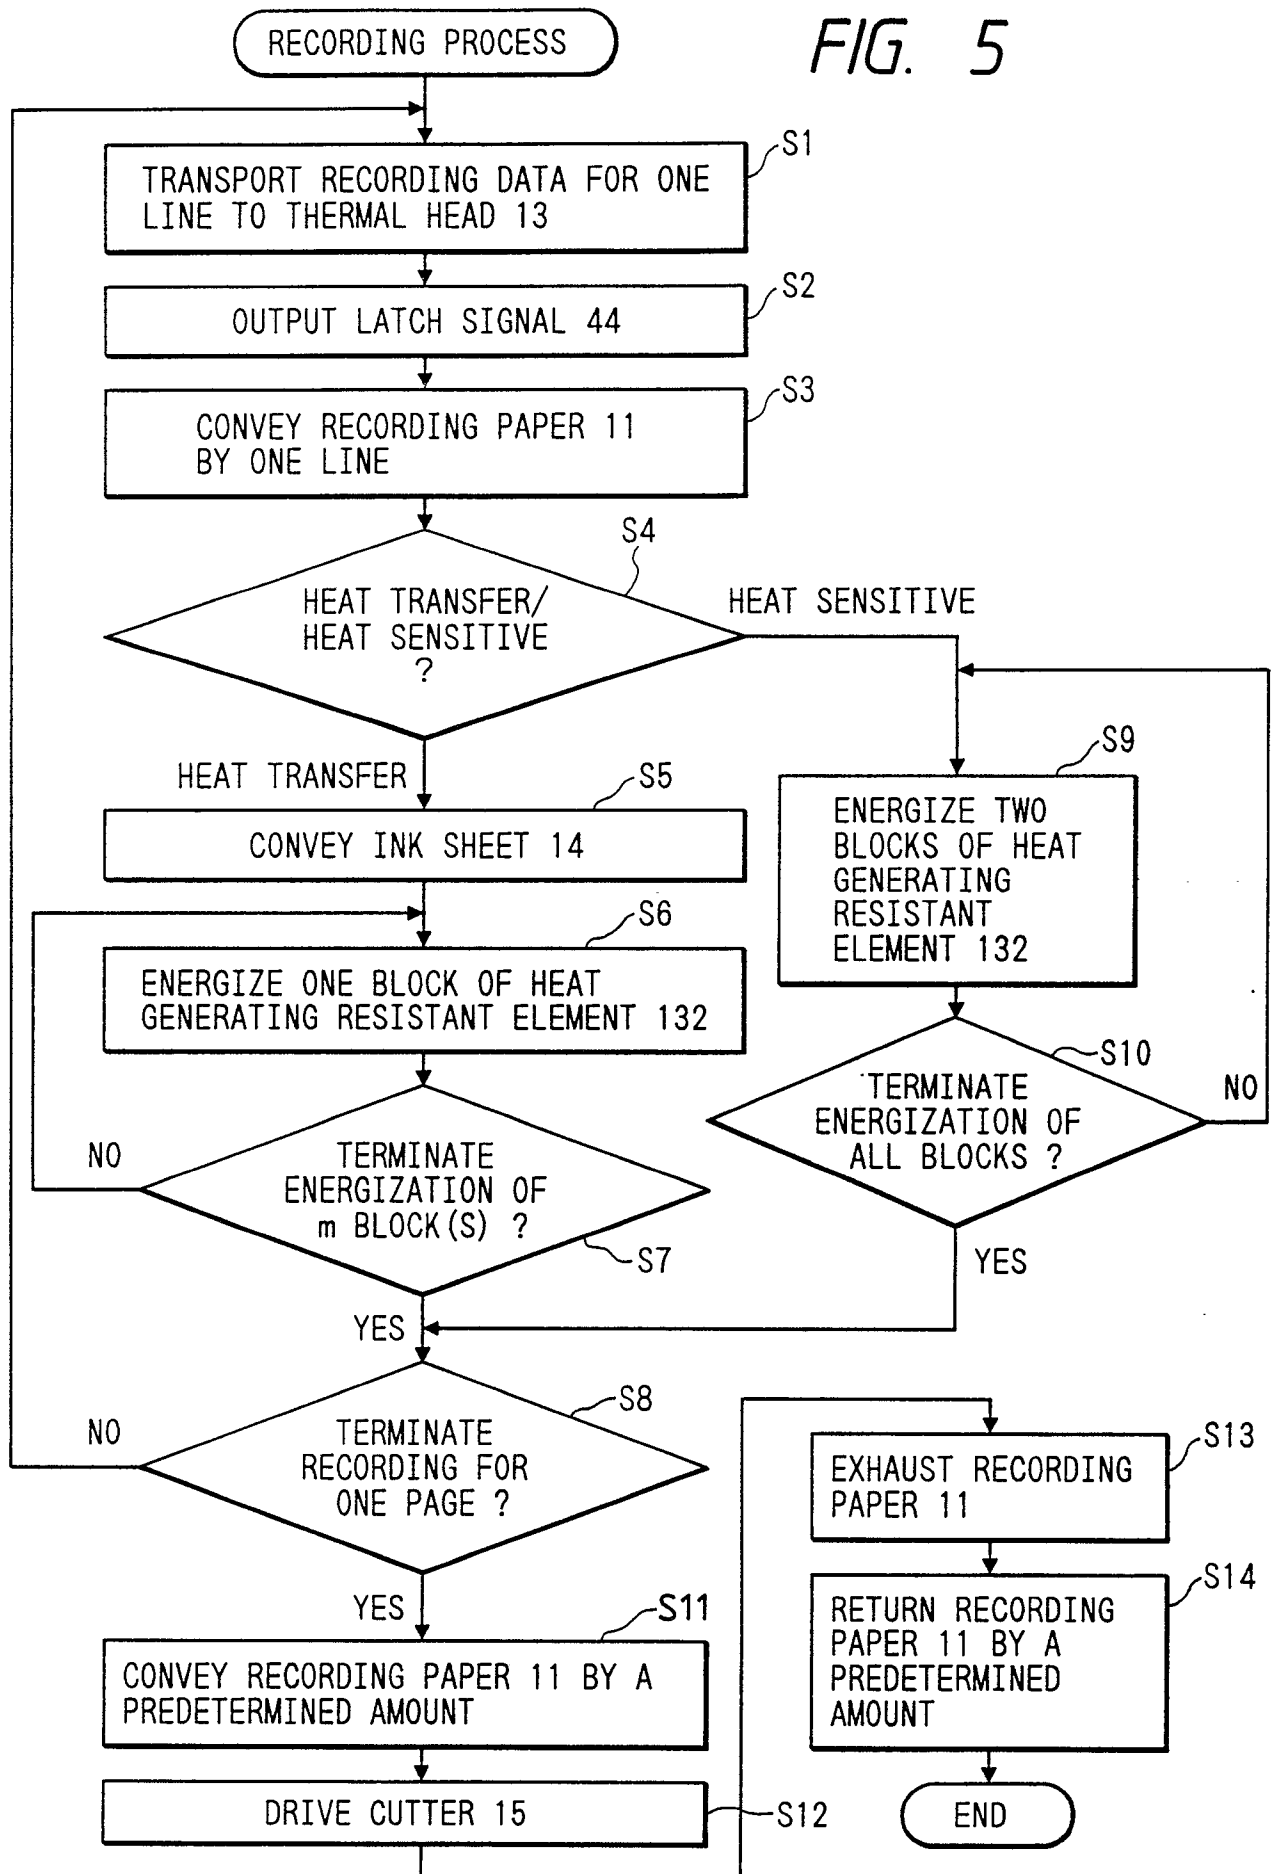 RECORDING PROCESS
FIG. 5
S1
TRANSPORT RECORDING DATA FOR ONE
LINE TO THERMAL HEAD 13
S2
OUTPUT LATCH SIGNAL 44
S3
CONVEY RECORDING PAPER 11
BY ONE LINE
S4
HEAT TRANSFER/
HEAT SENSITIVE
?
HEAT SENSITIVE
HEAT TRANSFER
S5
CONVEY INK SHEET 14
S6
ENERGIZE ONE BLOCK OF HEAT
GENERATING RESISTANT ELEMENT 132
NO
TERMINATE
ENERGIZATION OF
m BLOCK(S) ?
S7
YES
S9
ENERGIZE TWO
BLOCKS OF HEAT
GENERATING
RESISTANT
ELEMENT 132
S10
TERMINATE
ENERGIZATION OF
ALL BLOCKS ?
NO
YES
S8
NO
TERMINATE
RECORDING FOR
ONE PAGE ?
YES
S11
CONVEY RECORDING PAPER 11 BY A
PREDETERMINED AMOUNT
DRIVE CUTTER 15
S12
S13
EXHAUST RECORDING
PAPER 11
S14
RETURN RECORDING
PAPER 11 BY A
PREDETERMINED
AMOUNT
END